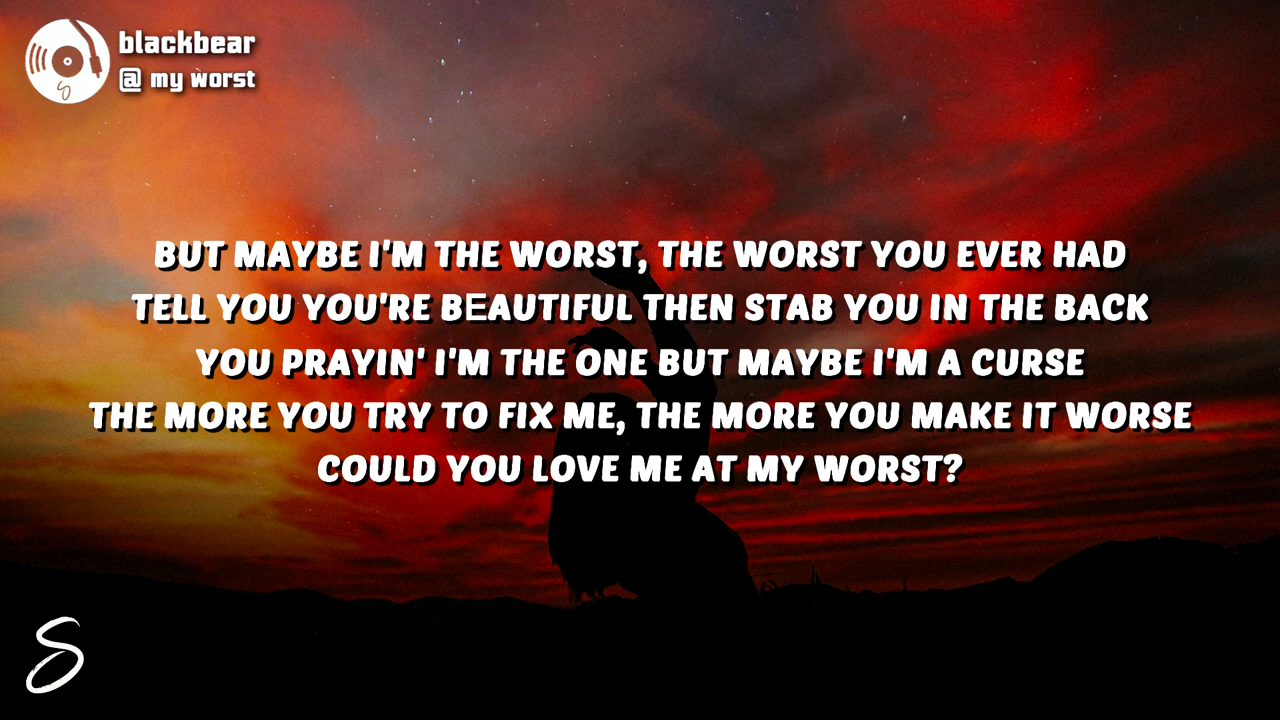 blackbear
@ my worst
BUT MAYBE I'M THE WORST, THE WORST YOU EVER HAD
TELL YOU YOU'RE BEAUTIFUL THEN STAB YOU IN THE BACK
YOU PRAYIN' I'M THE ONE BUT MAYBE I'M A CURSE
THE MORE YOU TRY TO FIX ME, THE MORE YOU MAKE IT WORSE
COULD YOU LOVE ME AT MY WORST?
S